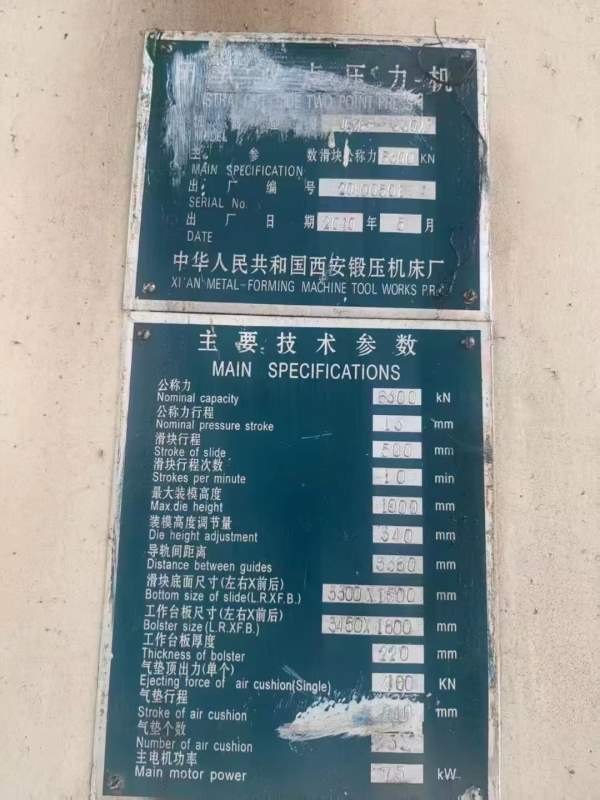 点压力机
STRAIGHT SIDE TWO POINT PRESS
主 参 数 滑块公称力 6300 KN
MAIN SPECIFICATION
出 厂 编 号
SERIAL No.
出 厂 日 期 2010 年 5 月
DATE
中华人民共和国西安锻压机床厂
XI'AN METAL-FORMING MACHINE TOOL WORKS P.R.
主要技术参数
MAIN SPECIFICATIONS
公称力
Nominal capacity 6300 kN
公称力行程
Nominal pressure stroke 13 mm
滑块行程
Stroke of slide 500 mm
滑块行程次数
Strokes per minute 10 min
最大装模高度
Max.die height 1000 mm
装模高度调节量
Die height adjustment 340 mm
导轨间距离
Distance between guides mm
滑块底面尺寸(左右X前后)
Bottom size of slide(L.R.XF.B.) mm
工作台板尺寸(左右X前后)
Bolster size (L.R.XF.B.) 3450X1800 mm
工作台板厚度
Thickness of bolster 220 mm
气垫顶出力(单个)
Ejecting force of air cushion(Single) 400 KN
气垫行程
Stroke of air cushion mm
气垫个数
Number of air cushion
主电机功率
Main motor power 75 kW